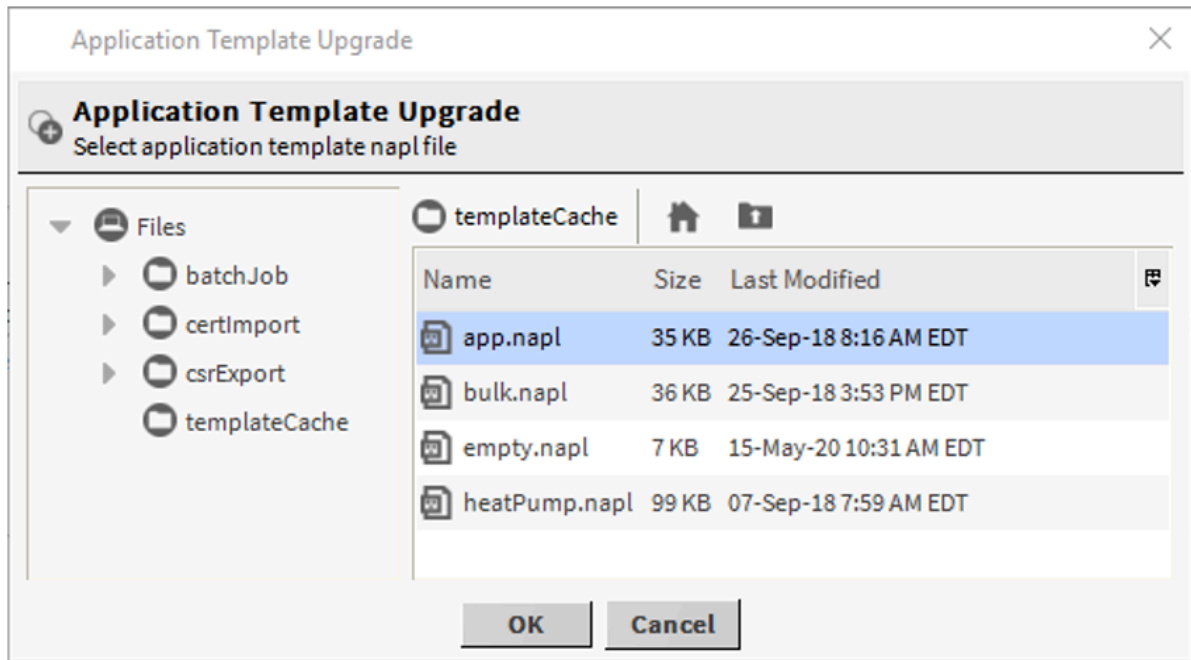 Application Template Upgrade
Application Template Upgrade
Select application template napl file
Files
batchJob
certImport
csrExport
templateCache
templateCache
Name Size Last Modified
app.napl 35 KB 26-Sep-18 8:16 AM EDT
bulk.napl 36 KB 25-Sep-18 3:53 PM EDT
empty.napl 7 KB 15-May-20 10:31 AM EDT
heatPump.napl 99 KB 07-Sep-18 7:59 AM EDT
OK Cancel